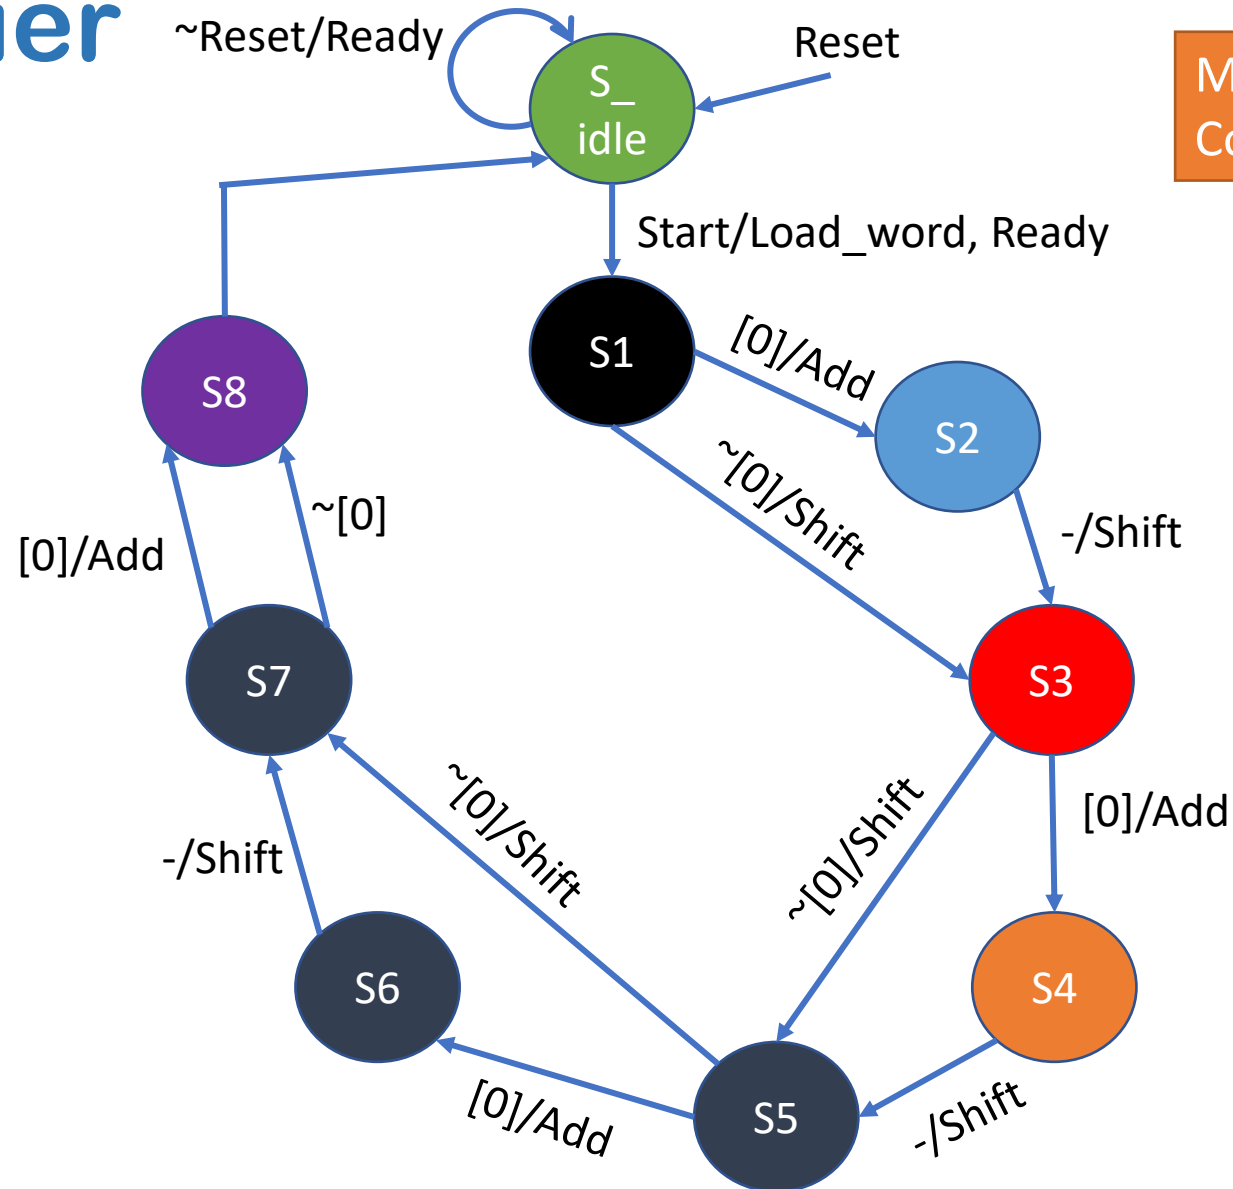 ~Reset/Ready
Reset
S_
idle
Start/Load_word, Ready
S1
[0]/Add
S2
~[0]/Shift
-/Shift
S8
~[0]
[0]/Add
S7
S3
~[0]/Shift
~[0]/Shift
[0]/Add
-/Shift
S6
S4
[0]/Add
S5
-/Shift